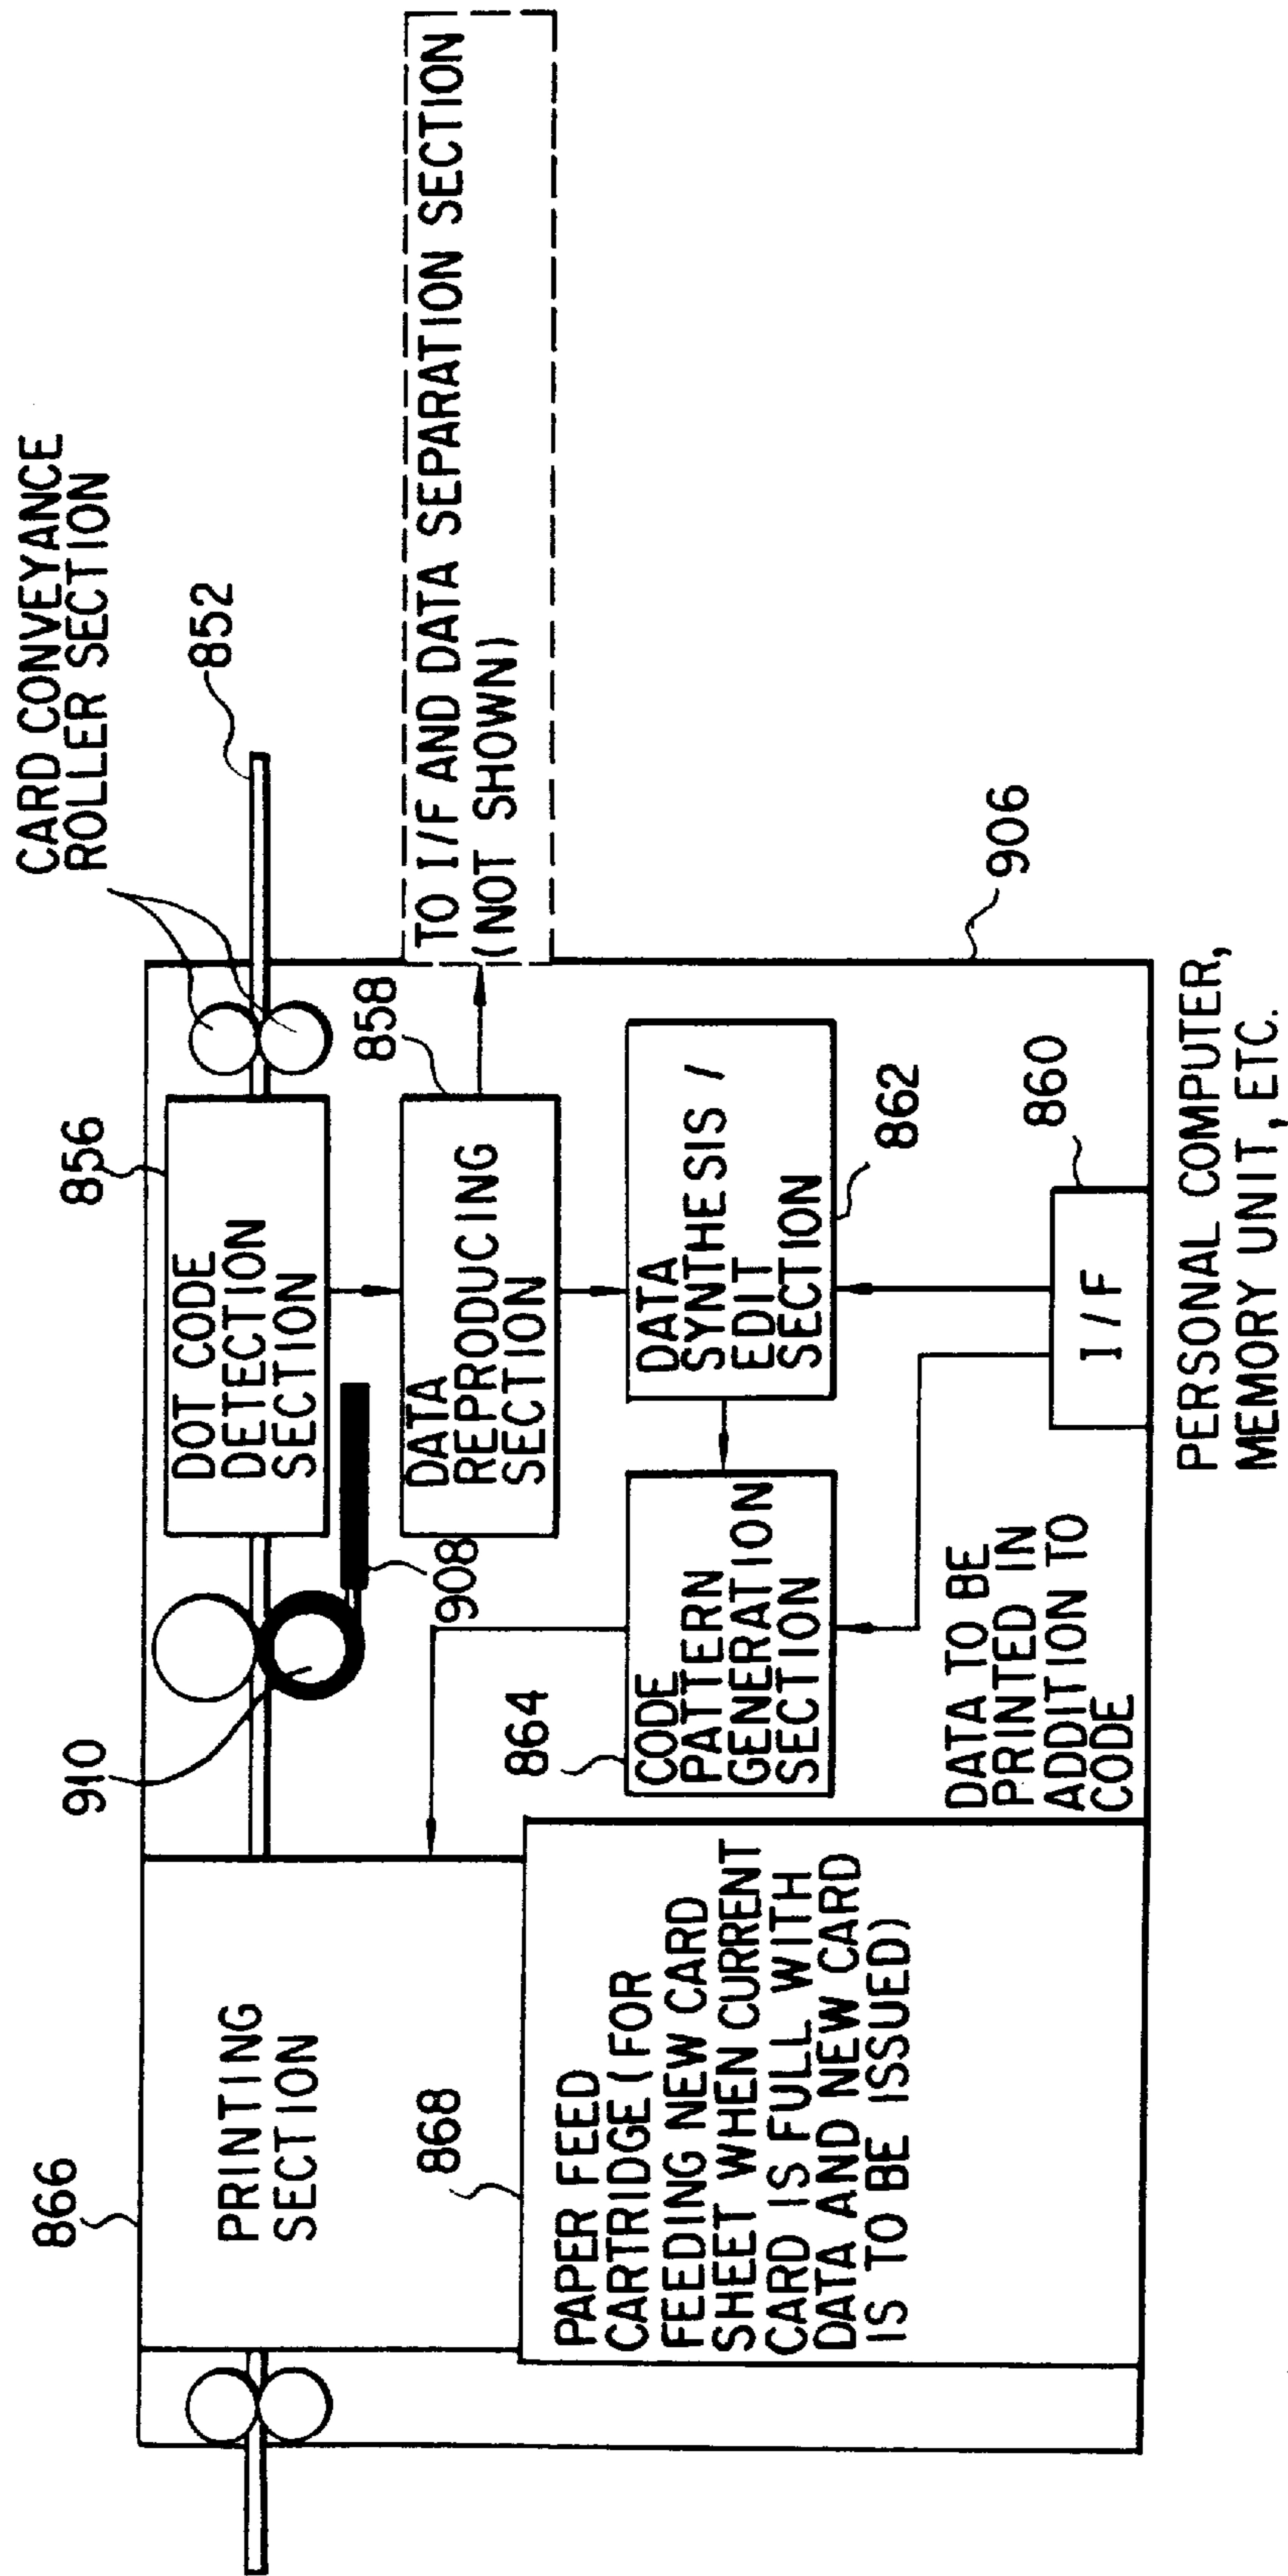 CARD CONVEYANCE
ROLLER SECTION
852
866
910
856
PRINTING
SECTION
DOT CODE
DETECTION
SECTION
908
858
DATA
REPRODUCING
SECTION
TO I/F AND DATA SEPARATION SECTION
(NOT SHOWN)
868
864
PAPER FEED
CARTRIDGE (FOR
FEEDING NEW CARD
SHEET WHEN CURRENT
CARD IS FULL WITH
DATA AND NEW CARD
IS TO BE ISSUED)
CODE
PATTERN
GENERATION
SECTION
DATA
SYNTHESIS /
EDIT
SECTION
862
906
DATA TO BE
PRINTED IN
ADDITION TO
CODE
860
I/F
PERSONAL COMPUTER,
MEMORY UNIT, ETC.